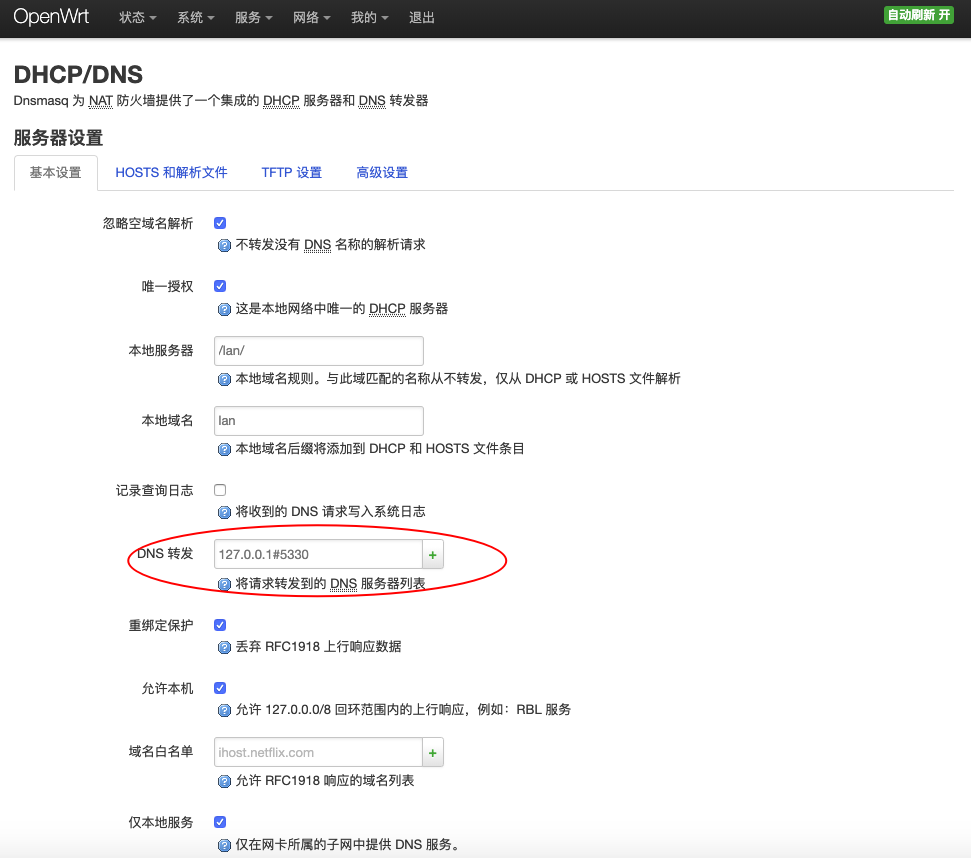 OpenWrt 状态 系统 服务 网络 我的 退出 自动刷新 开
DHCP/DNS
Dnsmasq 为 NAT 防火墙提供了一个集成的 DHCP 服务器和 DNS 转发器
服务器设置
基本设置 HOSTS 和解析文件 TFTP 设置 高级设置
忽略空域名解析
不转发没有 DNS 名称的解析请求
唯一授权
这是本地网络中唯一的 DHCP 服务器
本地服务器 /lan/
本地域名规则。与此域匹配的名称从不转发，仅从 DHCP 或 HOSTS 文件解析
本地域名 lan
本地域名后缀将添加到 DHCP 和 HOSTS 文件条目
记录查询日志
将收到的 DNS 请求写入系统日志
DNS 转发 127.0.0.1#5330
将请求转发到的 DNS 服务器列表
重绑定保护
丢弃 RFC1918 上行响应数据
允许本机
允许 127.0.0.0/8 回环范围内的上行响应，例如：RBL 服务
域名白名单 ihost.netflix.com
允许 RFC1918 响应的域名列表
仅本地服务
仅在网卡所属的子网中提供 DNS 服务。